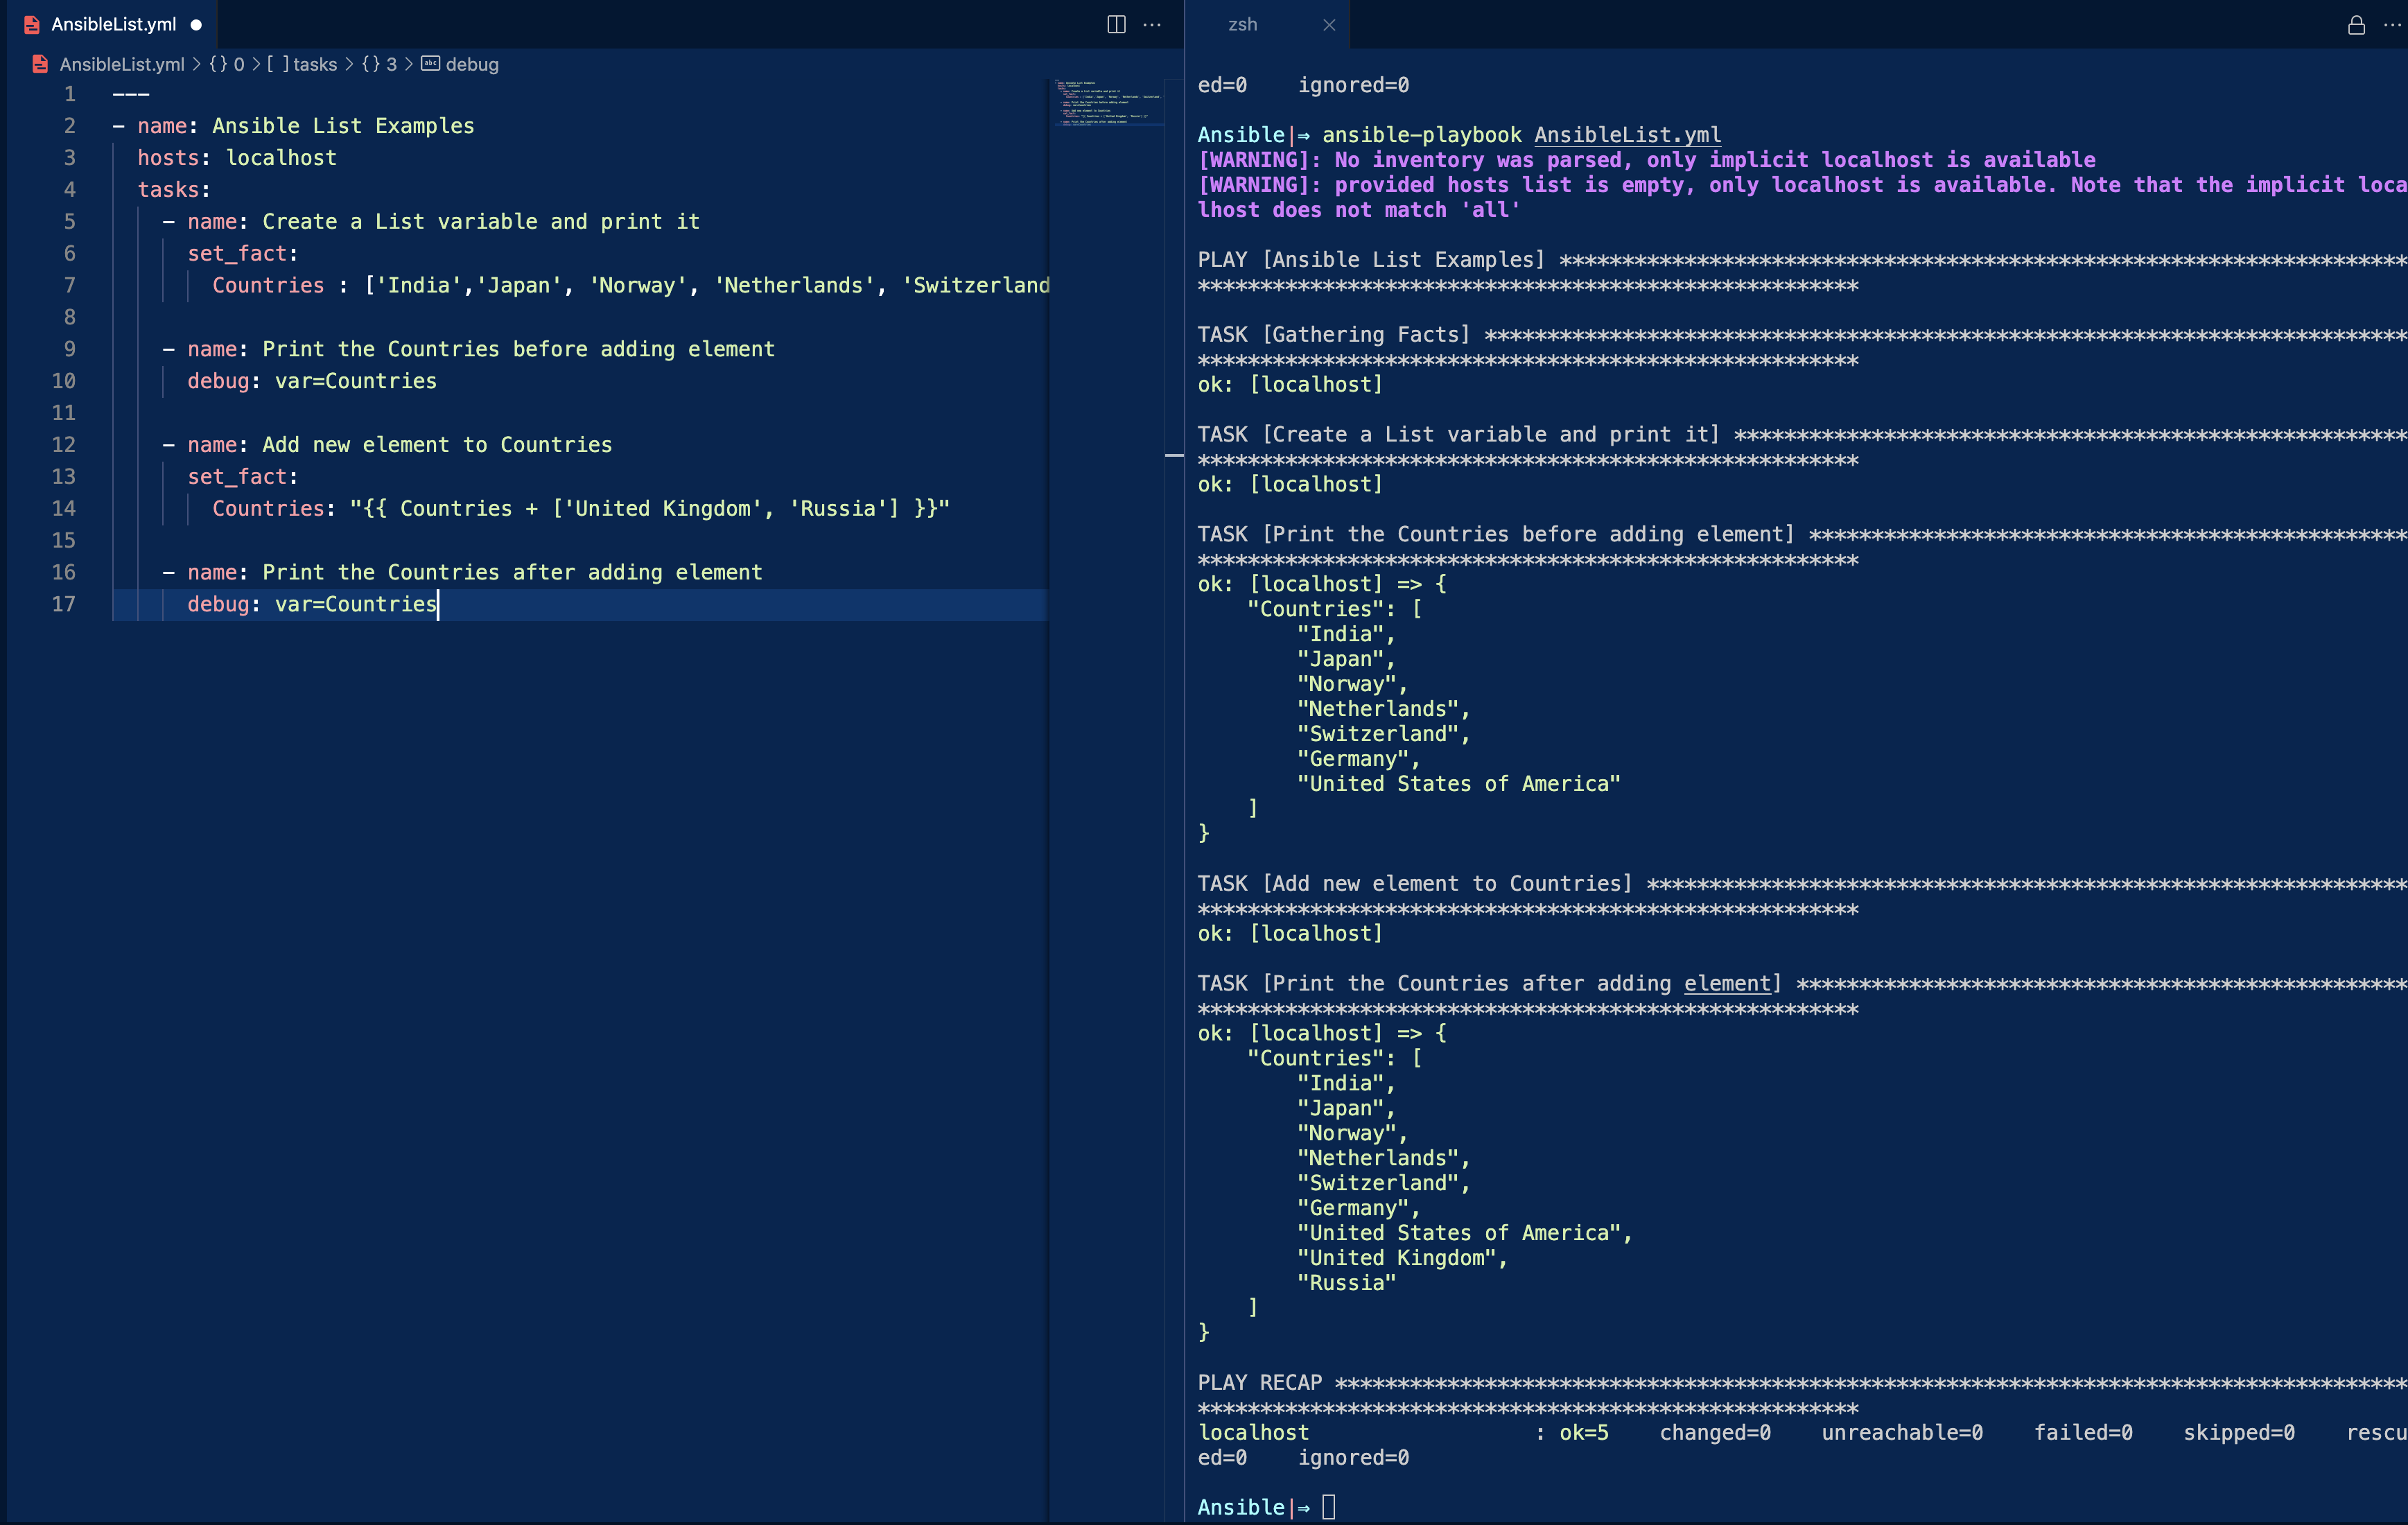 AnsibleList.yml
AnsibleList.yml > {} 0 > [ ] tasks > {} 3 > abc debug
1 ---
2 - name: Ansible List Examples
3   hosts: localhost
4   tasks:
5     - name: Create a List variable and print it
6       set_fact:
7         Countries : ['India','Japan', 'Norway', 'Netherlands', 'Switzerland
8
9     - name: Print the Countries before adding element
10       debug: var=Countries
11
12     - name: Add new element to Countries
13       set_fact:
14         Countries: "{{ Countries + ['United Kingdom', 'Russia'] }}"
15
16     - name: Print the Countries after adding element
17       debug: var=Countries
zsh
ed=0    ignored=0
Ansible|⇒ ansible-playbook AnsibleList.yml
[WARNING]: No inventory was parsed, only implicit localhost is available
[WARNING]: provided hosts list is empty, only localhost is available. Note that the implicit loca
lhost does not match 'all'
PLAY [Ansible List Examples] ********************************************************************
*****************************************************
TASK [Gathering Facts] **************************************************************************
*****************************************************
ok: [localhost]
TASK [Create a List variable and print it] ******************************************************
*****************************************************
ok: [localhost]
TASK [Print the Countries before adding element] ************************************************
*****************************************************
ok: [localhost] => {
    "Countries": [
        "India",
        "Japan",
        "Norway",
        "Netherlands",
        "Switzerland",
        "Germany",
        "United States of America"
    ]
}
TASK [Add new element to Countries] *************************************************************
*****************************************************
ok: [localhost]
TASK [Print the Countries after adding element] *************************************************
*****************************************************
ok: [localhost] => {
    "Countries": [
        "India",
        "Japan",
        "Norway",
        "Netherlands",
        "Switzerland",
        "Germany",
        "United States of America",
        "United Kingdom",
        "Russia"
    ]
}
PLAY RECAP **************************************************************************************
*****************************************************
localhost                  : ok=5    changed=0    unreachable=0    failed=0    skipped=0    rescu
ed=0    ignored=0
Ansible|⇒